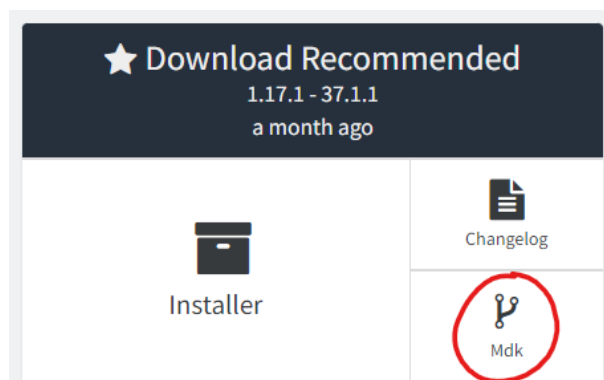 Download Recommended
1.17.1 - 37.1.1
a month ago
Installer
Changelog
Mdk